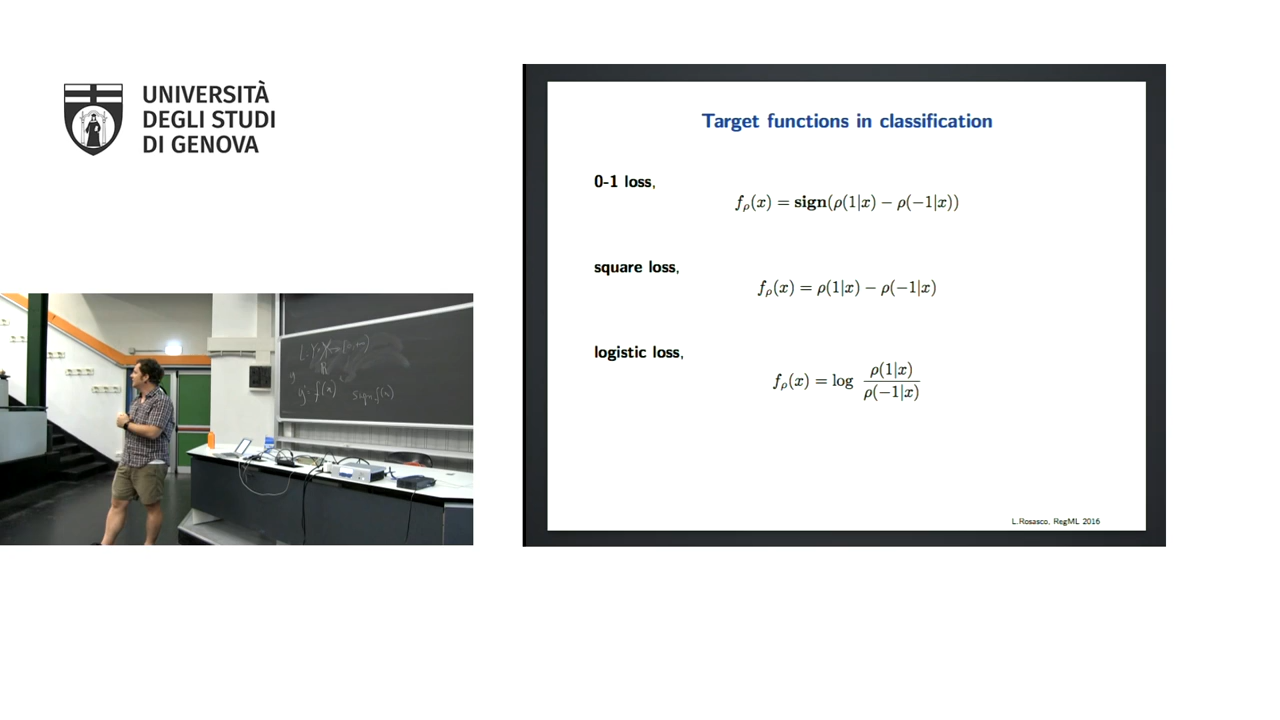 UNIVERSITÀ
DEGLI STUDI
DI GENOVA
Target functions in classification
0-1 loss,
fρ(x) = sign(ρ(1|x) − ρ(−1|x))
square loss,
fρ(x) = ρ(1|x) − ρ(−1|x)
logistic loss,
fρ(x) = log ρ(1|x) / ρ(−1|x)
L.Rosasco, RegML 2016
sign f(x)